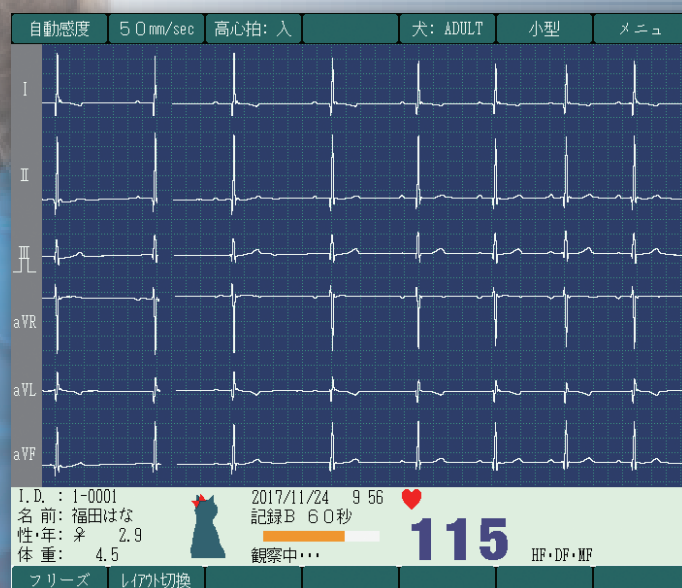 自動感度 50mm/sec 高心拍: 入 犬: ADULT 小型 メニュー
I
II
III
aVR
aVL
aVF
I.D. : 1-0001
名 前: 福田はな
性・年: ♀ 2.9
体 重: 4.5
2017/11/24 9 56
記録B 60秒
観察中・・・
115
HF・DF・MF
フリーズ レイアウト切換